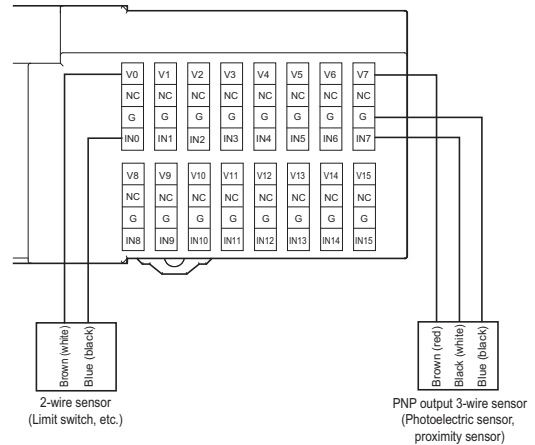 V0 V1 V2 V3 V4 V5 V6 V7
NC NC NC NC NC NC NC NC
G G G G G G G G
IN0 IN1 IN2 IN3 IN4 IN5 IN6 IN7
V8 V9 V10 V11 V12 V13 V14 V15
NC NC NC NC NC NC NC NC
G G G G G G G G
IN8 IN9 IN10 IN11 IN12 IN13 IN14 IN15
Brown (white)
Blue (black)
2-wire sensor
(Limit switch, etc.)
Brown (red)
Black (white)
Blue (black)
PNP output 3-wire sensor
(Photoelectric sensor,
proximity sensor)